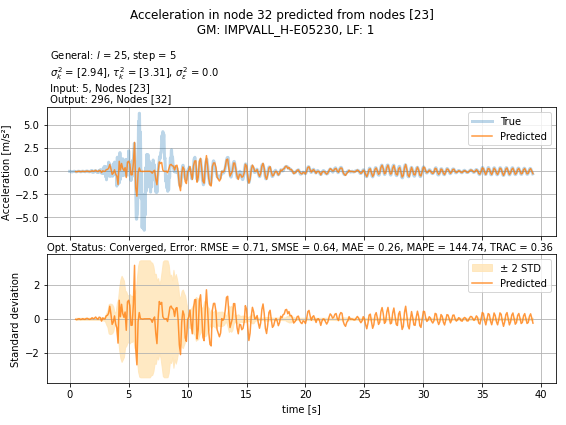 Acceleration in node 32 predicted from nodes [23]
GM: IMPVALL_H-E05230, LF: 1
General: l = 25, step = 5
σ²ₖ = [2.94], τ²ₖ = [3.31], σ²ε = 0.0
Input: 5, Nodes [23]
Output: 296, Nodes [32]
Acceleration [m/s²]
5.0
2.5
0.0
−2.5
−5.0
True
Predicted
Opt. Status: Converged, Error: RMSE = 0.71, SMSE = 0.64, MAE = 0.26, MAPE = 144.74, TRAC = 0.36
Standard deviation
2
0
−2
± 2 STD
Predicted
0 5 10 15 20 25 30 35 40
time [s]